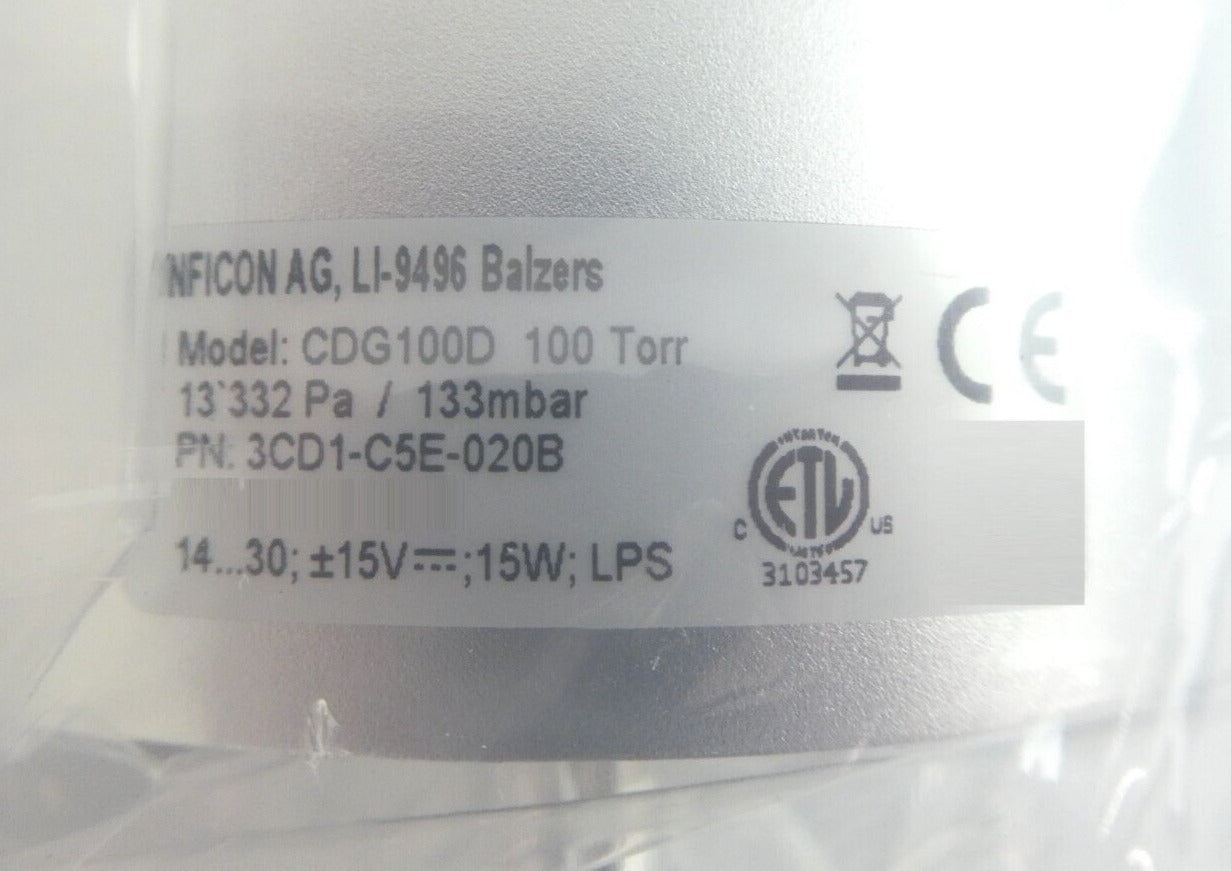 INFICON AG, LI-9496 Balzers
Model: CDG100D 100 Torr
13`332 Pa / 133mbar
PN: 3CD1-C5E-020B
14...30; ±15V⎓;15W; LPS
CE
ETL
C US
3103457